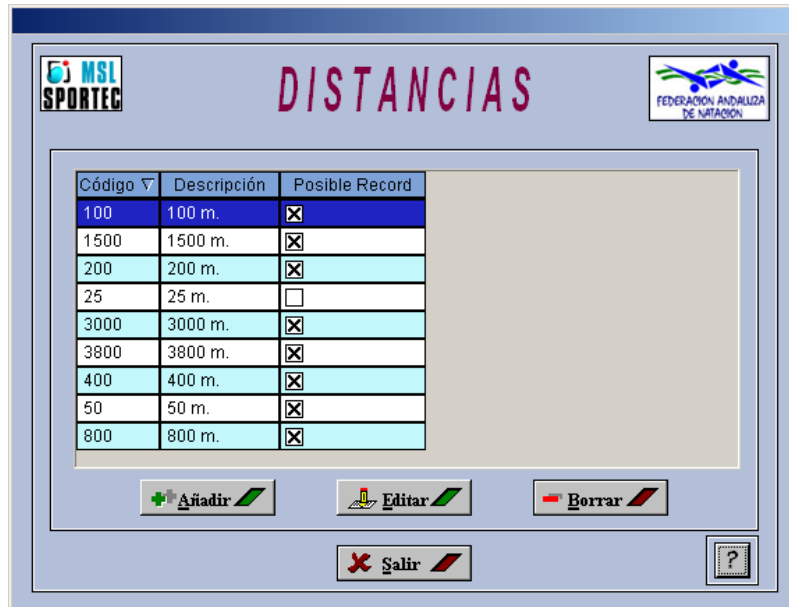 MSL
SPORTEC
DISTANCIAS
FEDERACION ANDALUZA
DE NATACION
Código Descripción Posible Record
100 100 m.
1500 1500 m.
200 200 m.
25 25 m.
3000 3000 m.
3800 3800 m.
400 400 m.
50 50 m.
800 800 m.
Añadir Editar Borrar
Salir ?